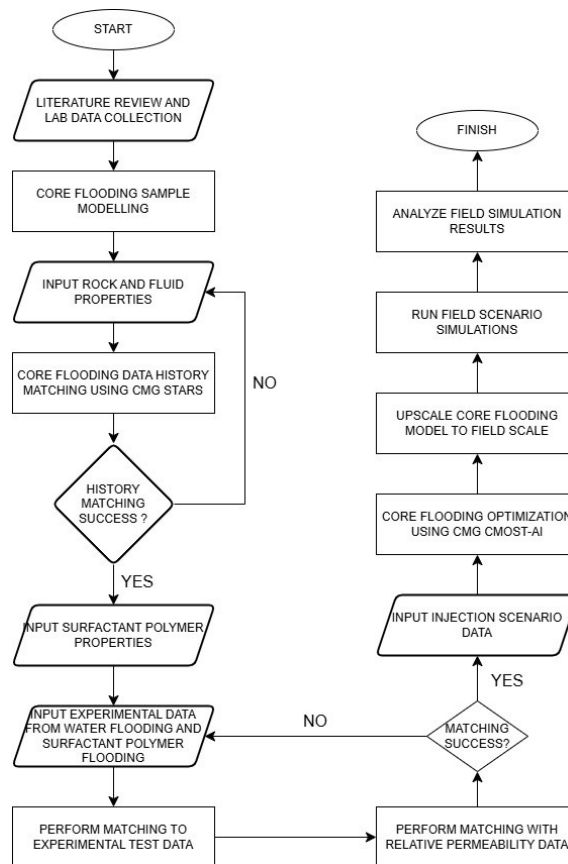 START
LITERATURE REVIEW AND
LAB DATA COLLECTION
CORE FLOODING SAMPLE
MODELLING
INPUT ROCK AND FLUID
PROPERTIES
CORE FLOODING DATA HISTORY
MATCHING USING CMG STARS
NO
HISTORY
MATCHING
SUCCESS ?
YES
INPUT SURFACTANT POLYMER
PROPERTIES
INPUT EXPERIMENTAL DATA
FROM WATER FLOODING AND
SURFACTANT POLYMER
FLOODING
PERFORM MATCHING TO
EXPERIMENTAL TEST DATA
PERFORM MATCHING WITH
RELATIVE PERMEABILITY DATA
MATCHING
SUCCESS?
NO
YES
INPUT INJECTION SCENARIO
DATA
CORE FLOODING OPTIMIZATION
USING CMG CMOST-AI
UPSCALE CORE FLOODING
MODEL TO FIELD SCALE
RUN FIELD SCENARIO
SIMULATIONS
ANALYZE FIELD SIMULATION
RESULTS
FINISH